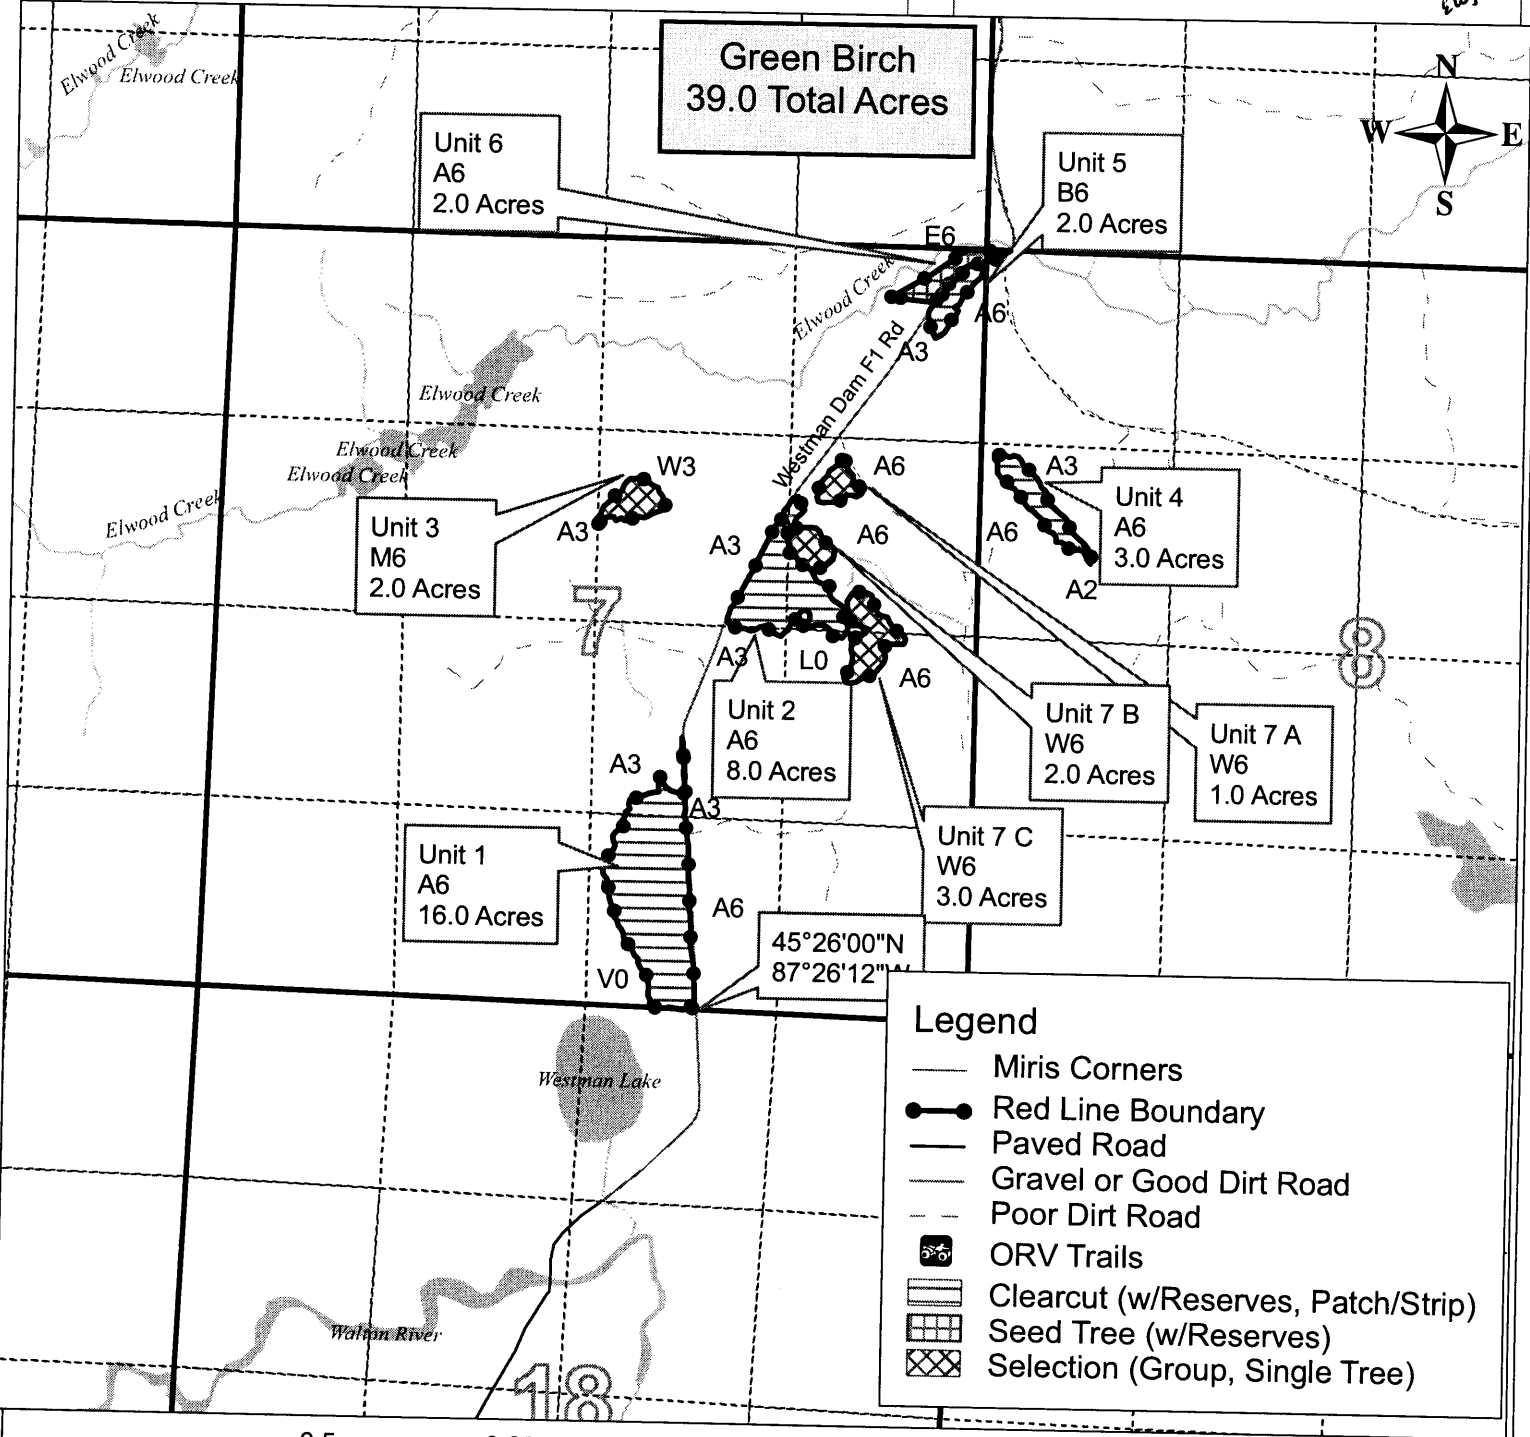 Green Birch
39.0 Total Acres
N
W
E
S
Elwood Creek
Elwood Creek
Unit 6
A6
2.0 Acres
Unit 5
B6
2.0 Acres
E6
Elwood Creek
A6
A3
Westman Dam F1 Rd
Elwood Creek
Elwood Creek
Elwood Creek
Elwood Creek
W3
A3
Unit 3
M6
2.0 Acres
A6
A3
A6
A3
A6
A2
Unit 4
A6
3.0 Acres
7
8
A3
L0
A6
Unit 2
A6
8.0 Acres
Unit 7 B
W6
2.0 Acres
Unit 7 A
W6
1.0 Acres
A3
A3
Unit 1
A6
16.0 Acres
A6
V0
Unit 7 C
W6
3.0 Acres
45°26'00"N
87°26'12"W
Westman Lake
Walton River
18
Legend
Miris Corners
Red Line Boundary
Paved Road
Gravel or Good Dirt Road
Poor Dirt Road
ORV Trails
Clearcut (w/Reserves, Patch/Strip)
Seed Tree (w/Reserves)
Selection (Group, Single Tree)